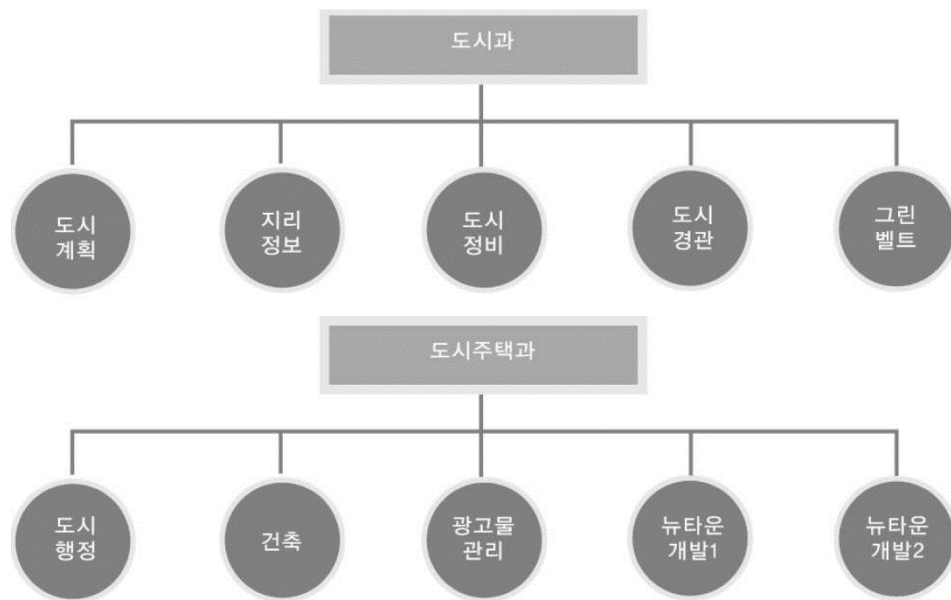 도시과
도시
계획
지리
정보
도시
정비
도시
경관
그린
벨트
도시주택과
도시
행정
건축
광고물
관리
뉴타운
개발1
뉴타운
개발2